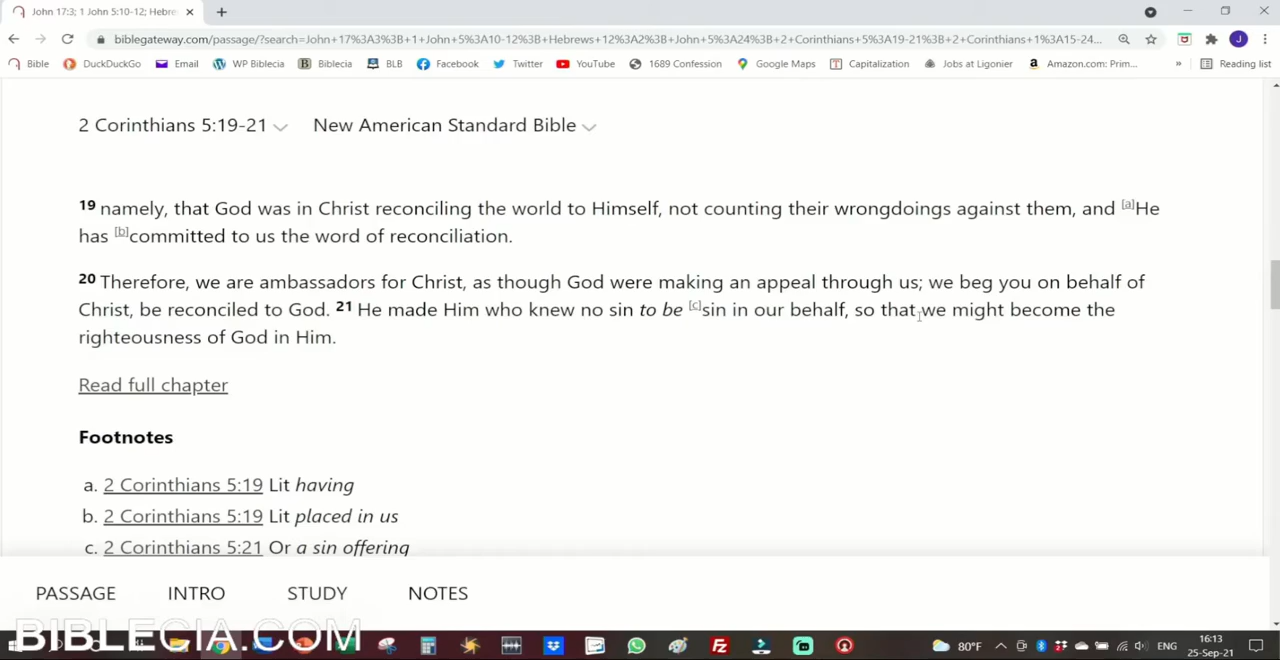 John 17:3; 1 John 5:10-12; Hebre
biblegateway.com/passage/?search=John+17%3A3%3B+1+John+5%3A10-12%3B+Hebrews+12%3A2%3B+John+5%3A24%3B+2+Corinthians+5%3A19-21%3B+2+Corinthians+1%3A15-24...
Bible DuckDuckGo Email WP Biblecia Biblecia BLB Facebook Twitter YouTube 1689 Confession Google Maps Capitalization Jobs at Ligonier Amazon.com: Prim... » Reading list
2 Corinthians 5:19-21 New American Standard Bible
19 namely, that God was in Christ reconciling the world to Himself, not counting their wrongdoings against them, and [a]He
has [b]committed to us the word of reconciliation.
20 Therefore, we are ambassadors for Christ, as though God were making an appeal through us; we beg you on behalf of
Christ, be reconciled to God. 21 He made Him who knew no sin to be [c]sin in our behalf, so that we might become the
righteousness of God in Him.
Read full chapter
Footnotes
a. 2 Corinthians 5:19 Lit having
b. 2 Corinthians 5:19 Lit placed in us
c. 2 Corinthians 5:21 Or a sin offering
PASSAGE INTRO STUDY NOTES
BIBLECIA.COM
80°F ENG
16:13
25-Sep-21